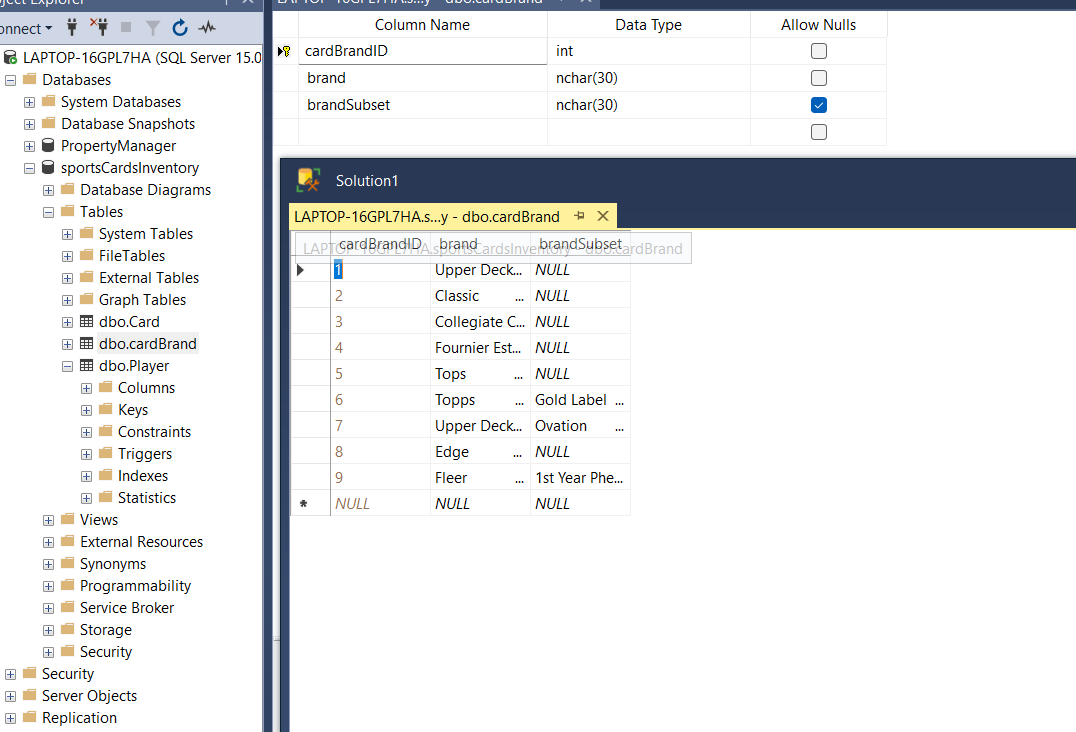 LAPTOP-16GPL7HA.s...y - dbo.cardBrand
Column Name Data Type Allow Nulls
cardBrandID int
brand nchar(30)
brandSubset nchar(30)
LAPTOP-16GPL7HA (SQL Server 15.0
Databases
System Databases
Database Snapshots
PropertyManager
sportsCardsInventory
Database Diagrams
Tables
System Tables
FileTables
External Tables
Graph Tables
dbo.Card
dbo.cardBrand
dbo.Player
Columns
Keys
Constraints
Triggers
Indexes
Statistics
Views
External Resources
Synonyms
Programmability
Service Broker
Storage
Security
Security
Server Objects
Replication
Solution1
LAPTOP-16GPL7HA.s...y - dbo.cardBrand
LAPTOP-16GPL7HA.sportsCardsInventory - dbo.cardBrand
cardBrandID brand brandSubset
1 Upper Deck... NULL
2 Classic ... NULL
3 Collegiate C... NULL
4 Fournier Est... NULL
5 Tops ... NULL
6 Topps ... Gold Label ...
7 Upper Deck... Ovation ...
8 Edge ... NULL
9 Fleer ... 1st Year Phe...
* NULL NULL NULL